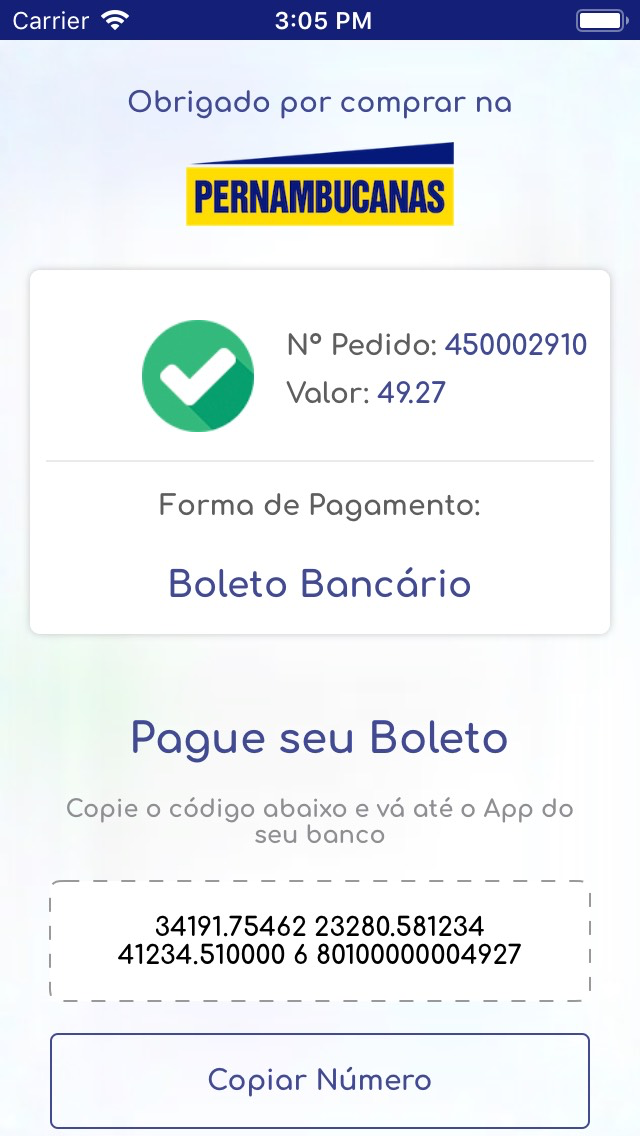 Carrier
3:05 PM
Obrigado por comprar na
PERNAMBUCANAS
Nº Pedido: 450002910
Valor: 49.27
Forma de Pagamento:
Boleto Bancário
Pague seu Boleto
Copie o código abaixo e vá até o App do
seu banco
34191.75462 23280.581234
41234.510000 6 80100000004927
Copiar Número